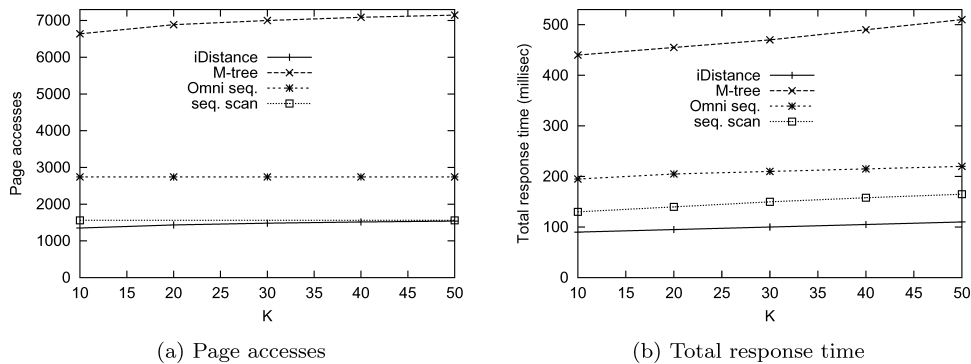 7000
6000
5000
4000
3000
2000
1000
0
Page accesses
iDistance
M-tree
Omni seq.
seq. scan
10 15 20 25 30 35 40 45 50
K
(a) Page accesses
500
400
300
200
100
0
Total response time (millisec)
iDistance
M-tree
Omni seq.
seq. scan
10 15 20 25 30 35 40 45 50
K
(b) Total response time